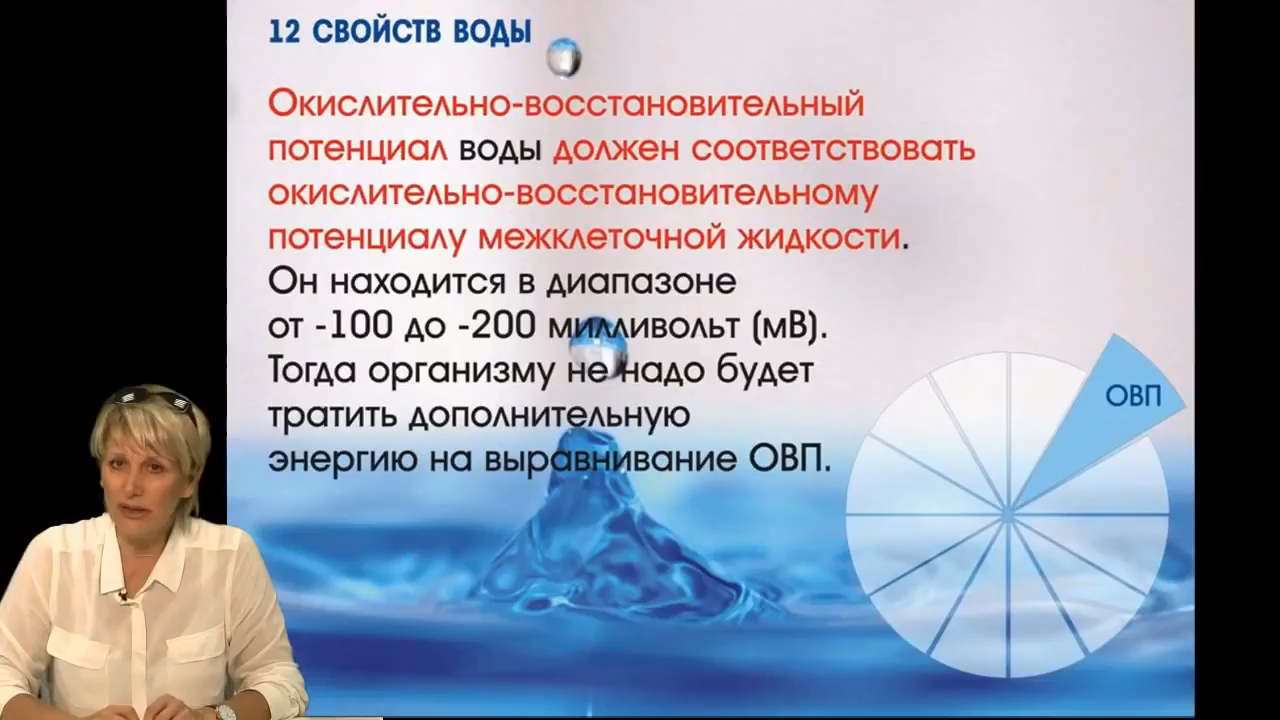 12 СВОЙСТВ ВОДЫ
Окислительно-восстановительный
потенциал воды должен соответствовать
окислительно-восстановительному
потенциалу межклеточной жидкости.
Он находится в диапазоне
от -100 до -200 милливольт (мВ).
Тогда организму не надо будет
тратить дополнительную
энергию на выравнивание ОВП.
ОВП